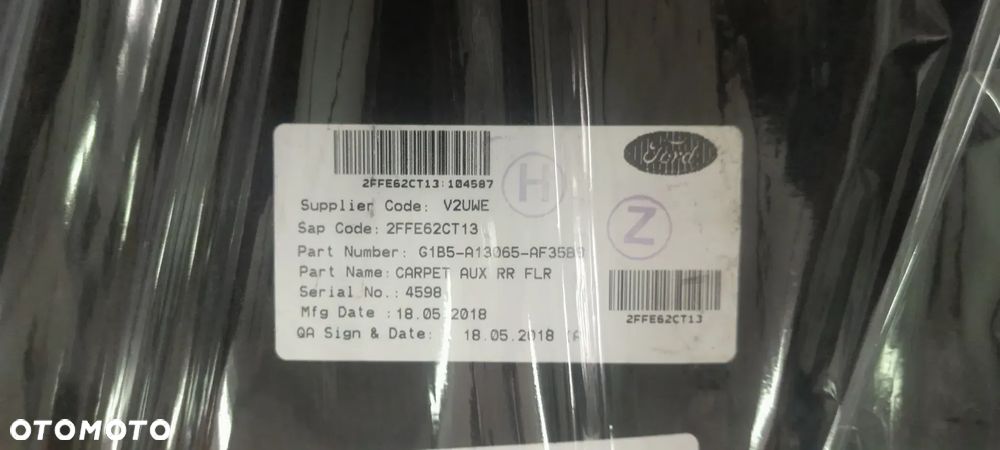 2FFE62CT13:104587
Ford
H
Supplier Code: V2UWE
Sap Code: 2FFE62CT13
Z
Part Number: G1B5-A13065-AF35B9
Part Name: CARPET AUX RR FLR
Serial No.: 4598
Mfg Date : 18.05.2018
2FFE62CT13
QA Sign & Date: 18.05.2018 (A
OTOMOTO